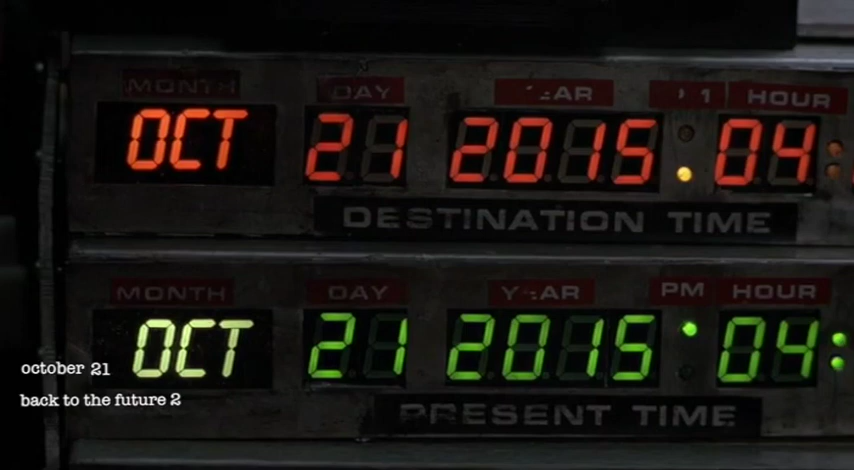 MONTH DAY YEAR HOUR
OCT 21 2015 04
DESTINATION TIME
MONTH DAY YEAR PM HOUR
OCT 21 2015 04
PRESENT TIME
october 21
back to the future 2